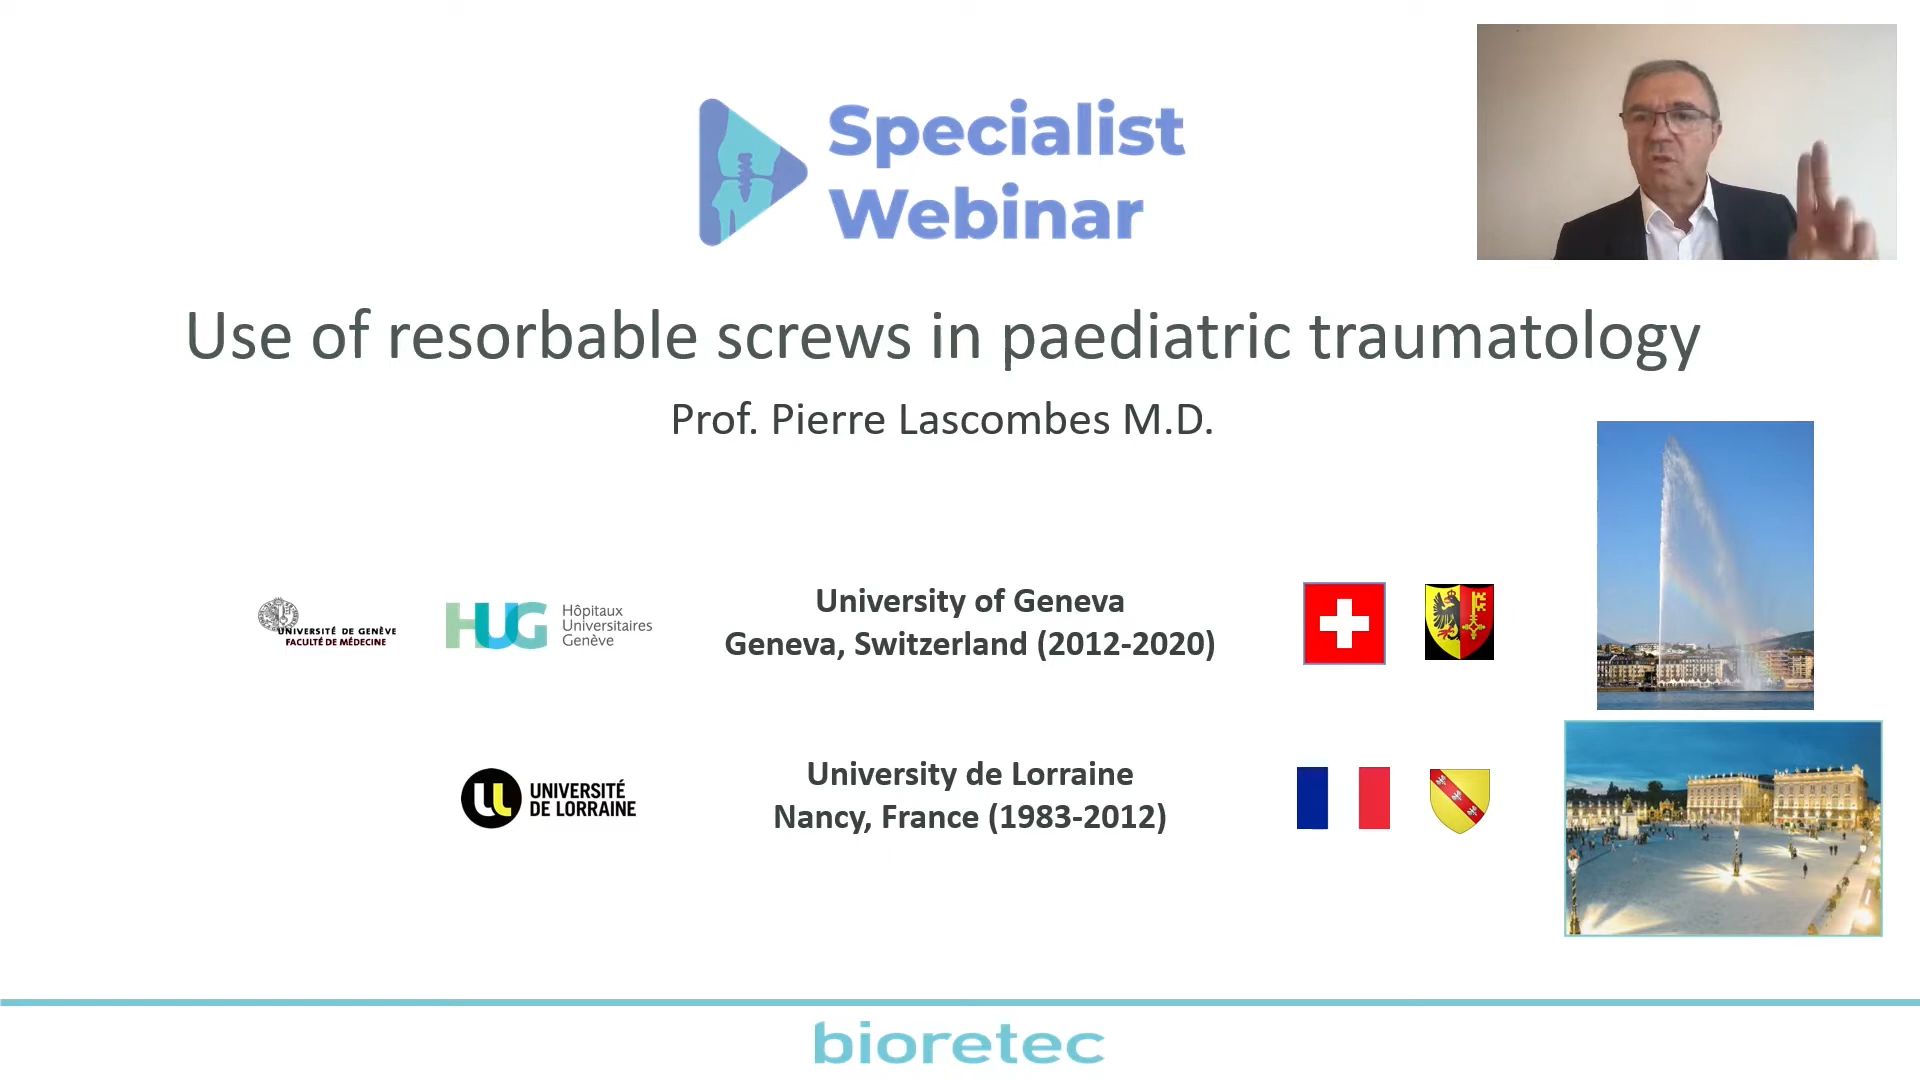 Specialist
Webinar
Use of resorbable screws in paediatric traumatology
Prof. Pierre Lascombes M.D.
UNIVERSITÉ DE GENÈVE
FACULTÉ DE MÉDECINE
HUG
Hôpitaux
Universitaires
Genève
University of Geneva
Geneva, Switzerland (2012-2020)
UNIVERSITÉ
DE LORRAINE
University de Lorraine
Nancy, France (1983-2012)
bioretec